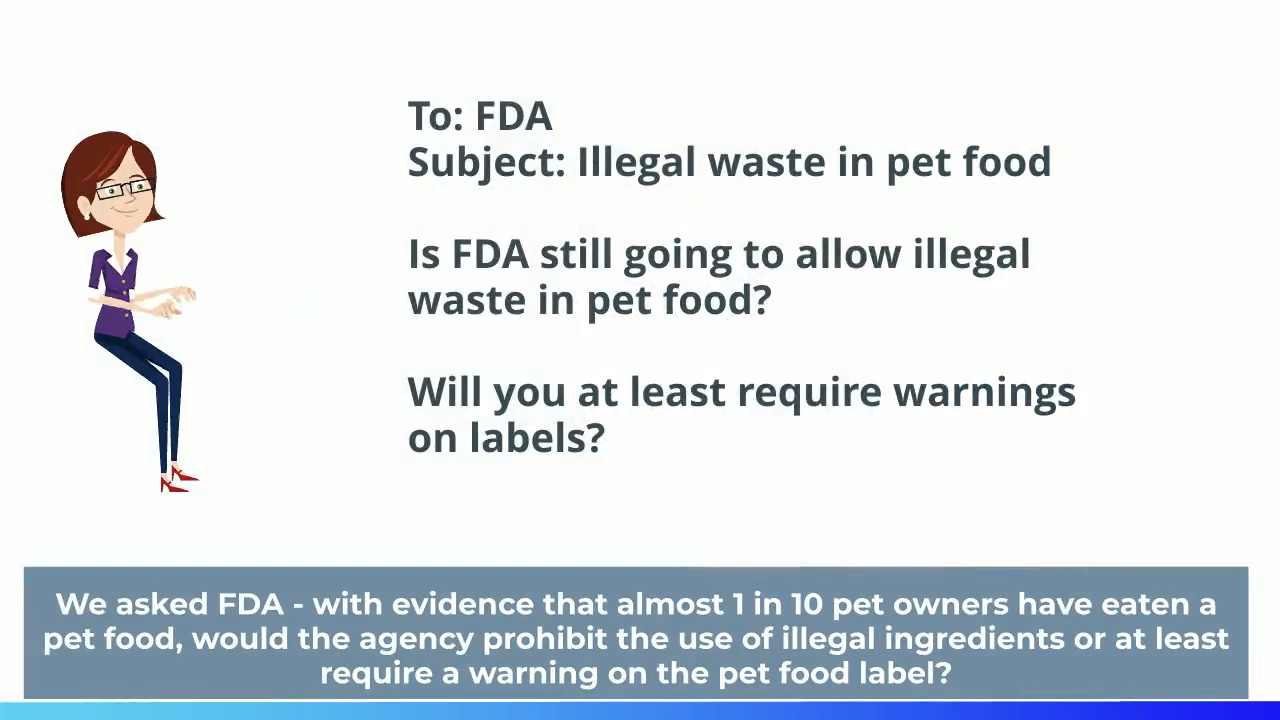 To: FDA
Subject: Illegal waste in pet food
Is FDA still going to allow illegal
waste in pet food?
Will you at least require warnings
on labels?
We asked FDA - with evidence that almost 1 in 10 pet owners have eaten a
pet food, would the agency prohibit the use of illegal ingredients or at least
require a warning on the pet food label?